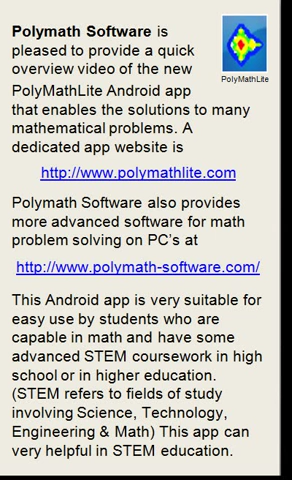 Polymath Software is
pleased to provide a quick
overview video of the new
PolyMathLite Android app
that enables the solutions to many
mathematical problems. A
dedicated app website is
PolyMathLite
http://www.polymathlite.com
Polymath Software also provides
more advanced software for math
problem solving on PC's at
http://www.polymath-software.com/
This Android app is very suitable for
easy use by students who are
capable in math and have some
advanced STEM coursework in high
school or in higher education.
(STEM refers to fields of study
involving Science, Technology,
Engineering & Math) This app can
very helpful in STEM education.